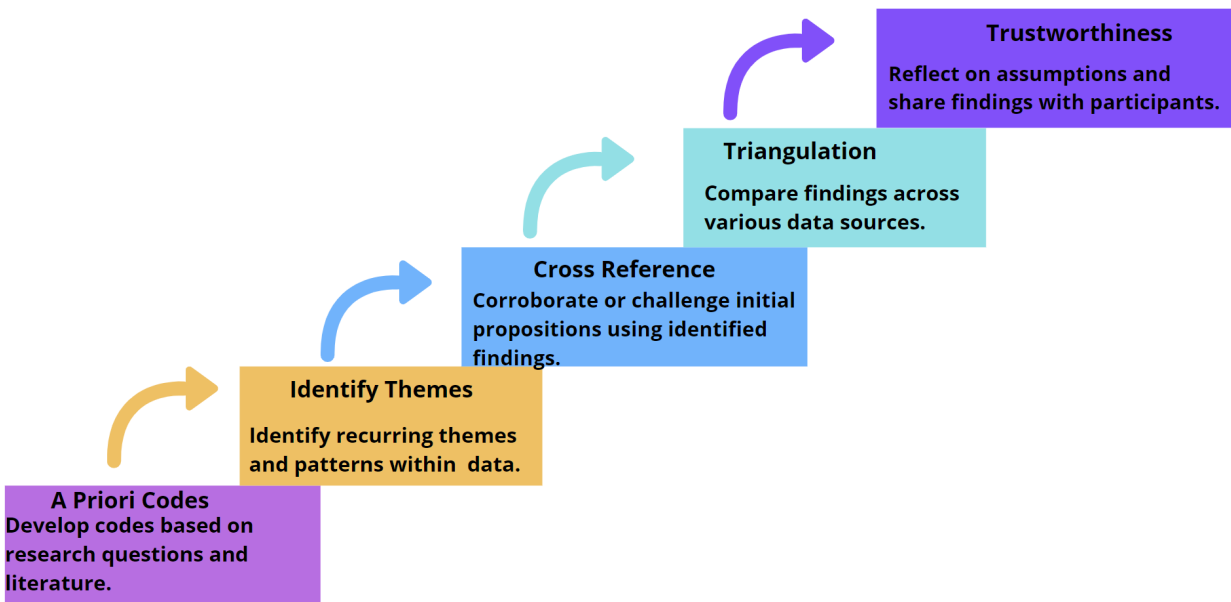 Trustworthiness
Reflect on assumptions and
share findings with participants.
Triangulation
Compare findings across
various data sources.
Cross Reference
Corroborate or challenge initial
propositions using identified
findings.
Identify Themes
Identify recurring themes
and patterns within data.
A Priori Codes
Develop codes based on
research questions and
literature.